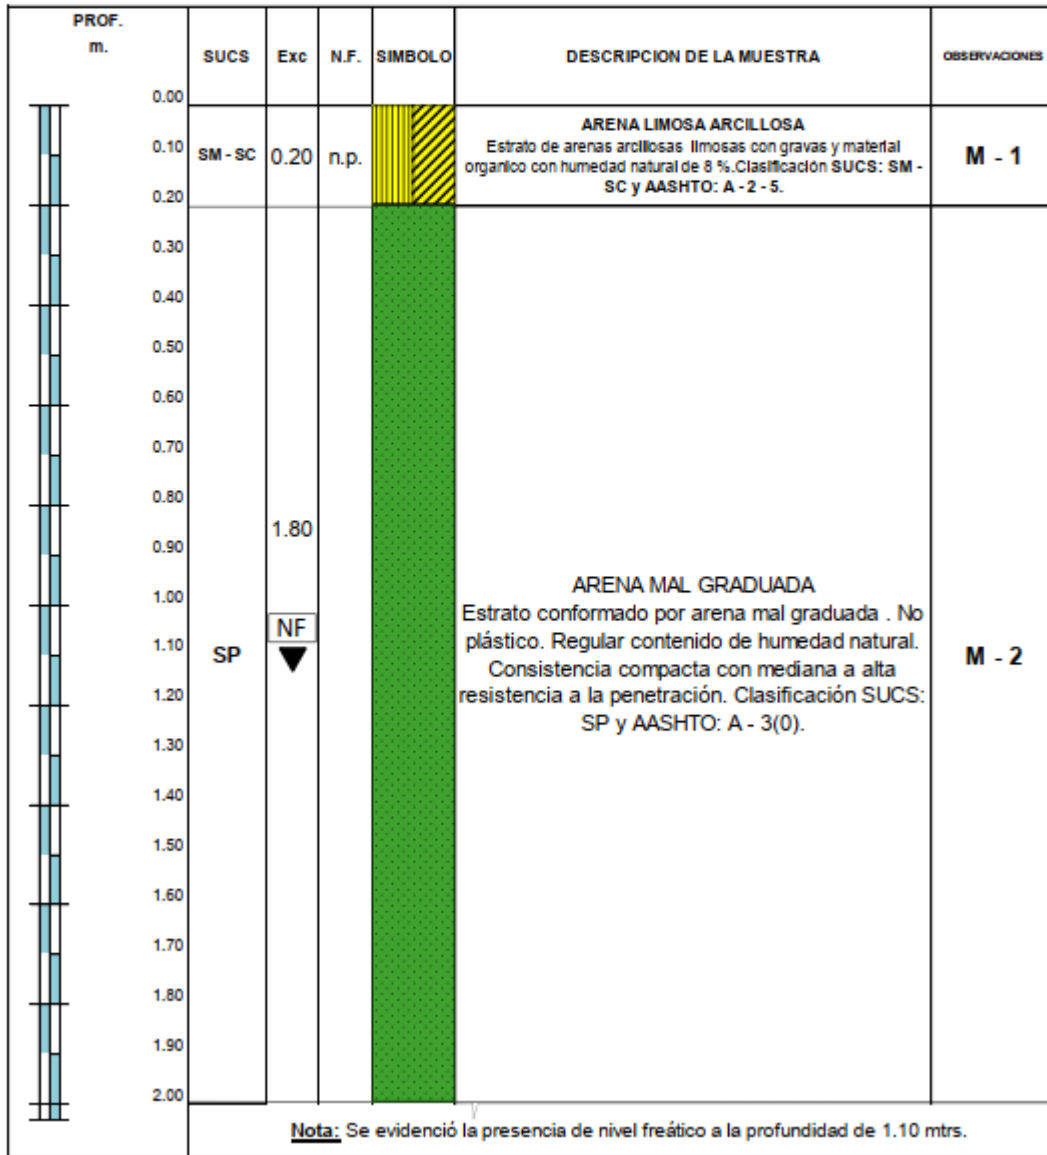 PROF.
m.
SUCS
Exc
N.F.
SIMBOLO
DESCRIPCION DE LA MUESTRA
OBSERVACIONES
0.00
0.10
0.20
SM - SC
0.20
n.p.
ARENA LIMOSA ARCILLOSA
Estrato de arenas arcillosas limosas con gravas y material
organico con humedad natural de 8 %.Clasificación SUCS: SM -
SC y AASHTO: A - 2 - 5.
M - 1
0.30
0.40
0.50
0.60
0.70
0.80
0.90
1.00
1.10
1.20
1.30
1.40
1.50
1.60
1.70
1.80
1.90
2.00
SP
1.80
NF
ARENA MAL GRADUADA
Estrato conformado por arena mal graduada . No
plástico. Regular contenido de humedad natural.
Consistencia compacta con mediana a alta
resistencia a la penetración. Clasificación SUCS:
SP y AASHTO: A - 3(0).
M - 2
Nota: Se evidenció la presencia de nivel freático a la profundidad de 1.10 mtrs.